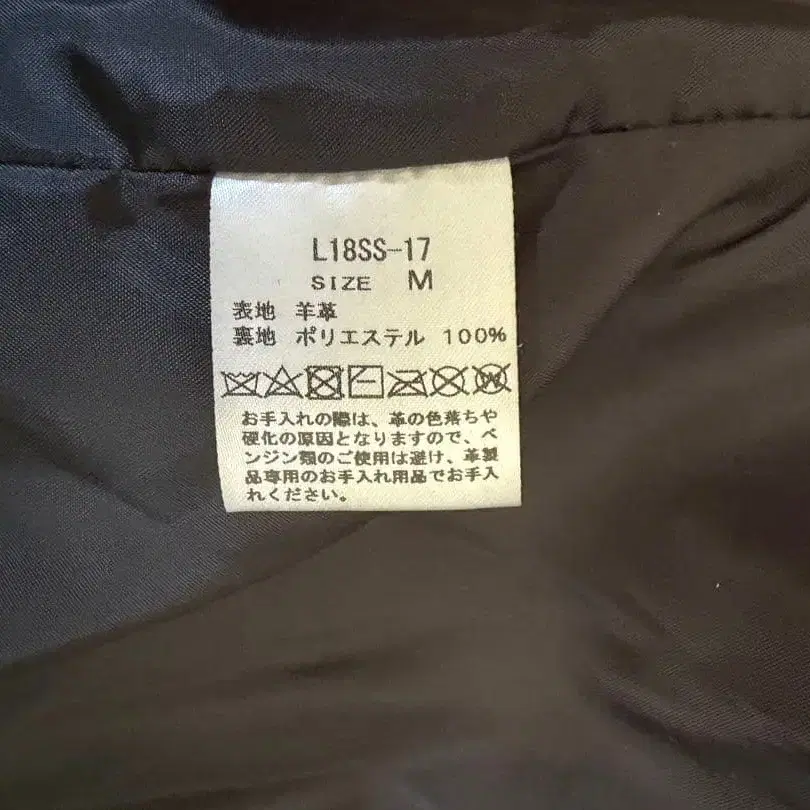 L18SS-17
SIZE M
表地 羊革
裏地 ポリエステル 100%
お手入れの際は、革の色落ちや
硬化の原因となりますので、ベ
ンジン類のご使用は避け、革製
品専用のお手入れ用品でお手入
れください。